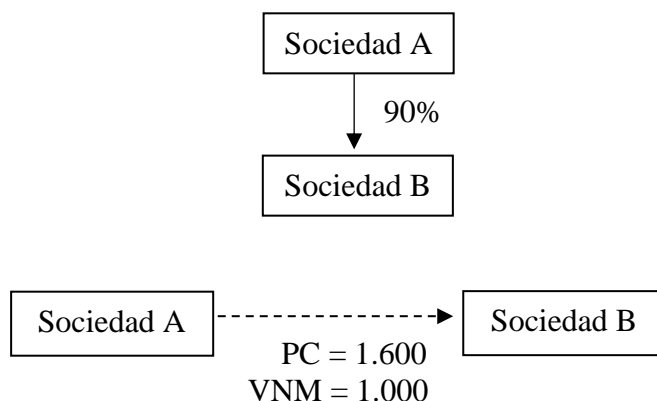 Sociedad A
90%
Sociedad B
Sociedad A
Sociedad B
PC = 1.600
VNM = 1.000